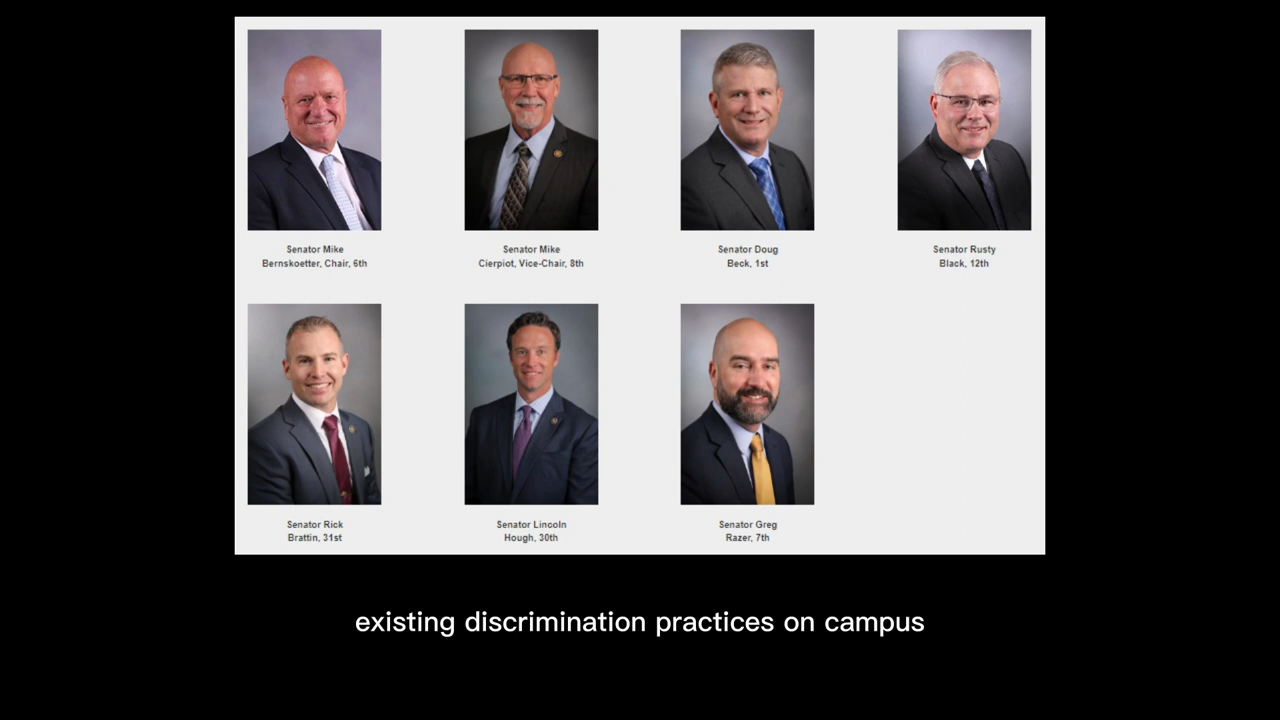 Senator Mike
Bernskoetter, Chair, 6th
Senator Mike
Cierpiot, Vice-Chair, 8th
Senator Doug
Beck, 1st
Senator Rusty
Black, 12th
Senator Rick
Brattin, 31st
Senator Lincoln
Hough, 30th
Senator Greg
Razer, 7th
existing discrimination practices on campus